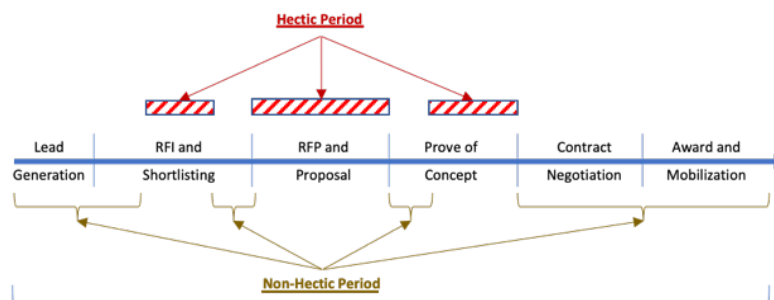 Hectic Period
Lead RFI and RFP and Prove of Contract Award and
Generation Shortlisting Proposal Concept Negotiation Mobilization
Non-Hectic Period